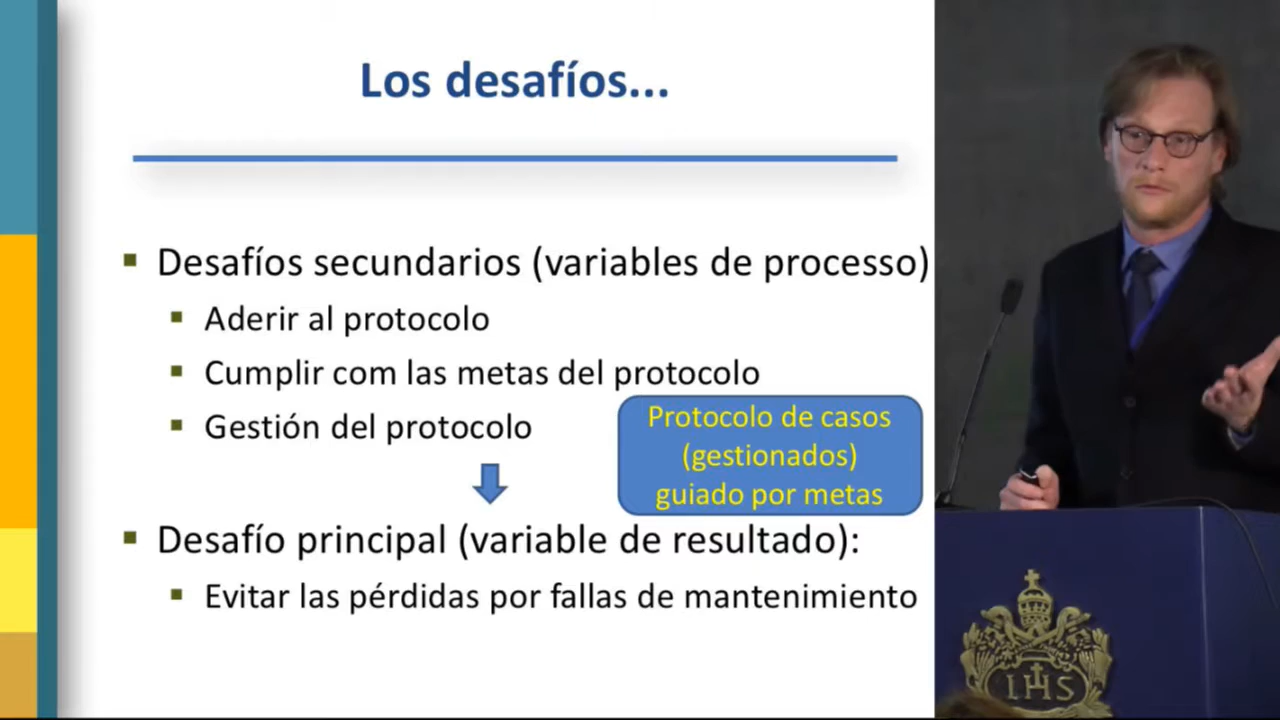 Los desafíos...
Desafíos secundarios (variables de processo)
Aderir al protocolo
Cumplir com las metas del protocolo
Gestión del protocolo
Protocolo de casos
(gestionados)
guiado por metas
Desafío principal (variable de resultado):
Evitar las pérdidas por fallas de mantenimiento
IHS